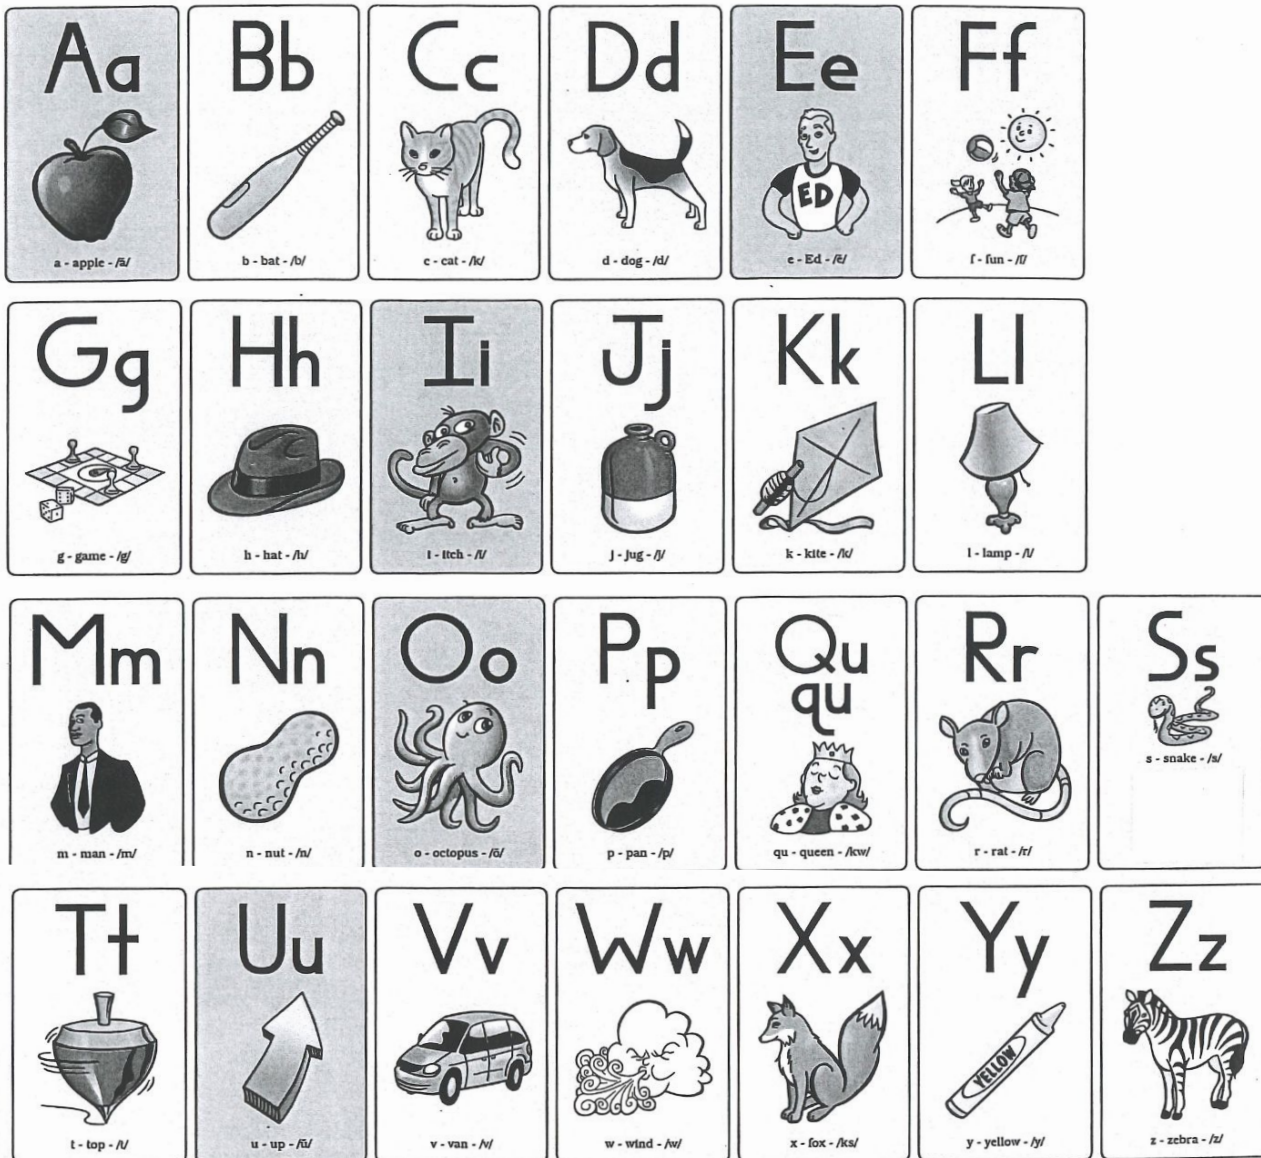 Aa
Bb
Cc
Dd
Ee
Ff
ED
a - apple - /ă/
b - bat - /b/
c - cat - /k/
d - dog - /d/
e - Ed - /ĕ/
f - fun - /f/
Gg
Hh
Ii
Jj
Kk
Ll
g - game - /g/
h - hat - /h/
i - itch - /ĭ/
j - jug - /j/
k - kite - /k/
l - lamp - /l/
Mm
Nn
Oo
Pp
Qu
qu
Rr
Ss
s - snake - /s/
m - man - /m/
n - nut - /n/
o - octopus - /ŏ/
p - pan - /p/
qu - queen - /kw/
r - rat - /r/
Tt
Uu
Vv
Ww
Xx
Yy
Zz
YELLOW
t - top - /t/
u - up - /ŭ/
v - van - /v/
w - wind - /w/
x - fox - /ks/
y - yellow - /y/
z - zebra - /z/